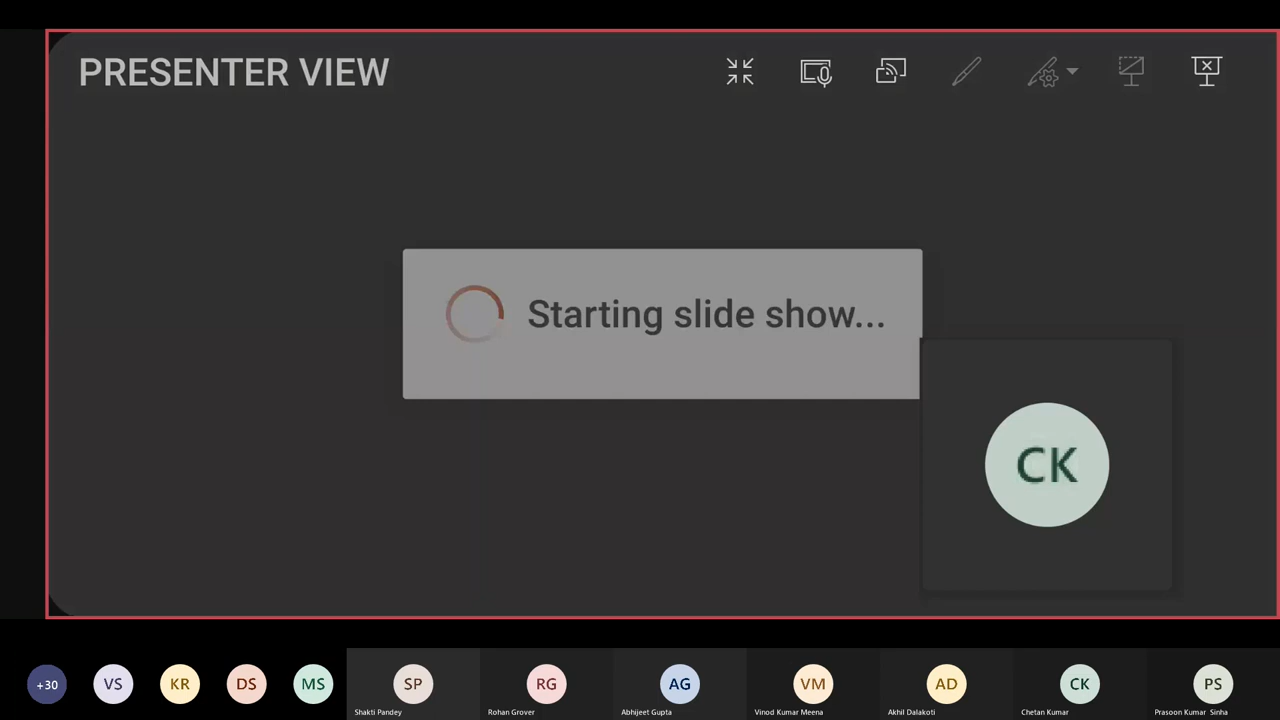 PRESENTER VIEW
Starting slide show...
CK
+30
VS
KR
DS
MS
SP
RG
AG
VM
AD
CK
PS
Shakti Pandey
Rohan Grover
Abhijeet Gupta
Vinod Kumar Meena
Akhil Dalakoti
Chetan Kumar
Prasoon Kumar Sinha